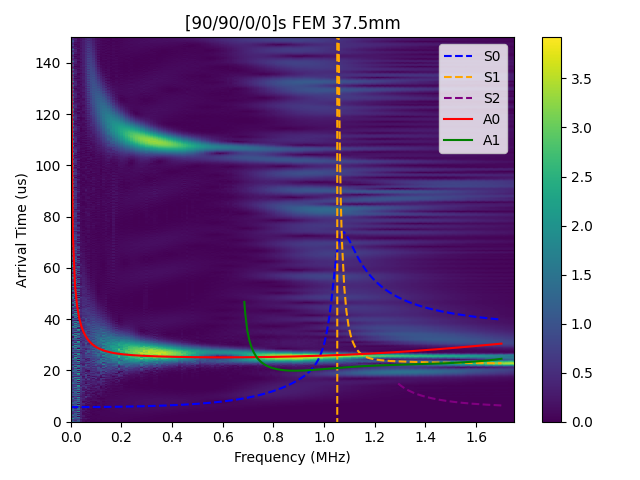 [90/90/0/0]s FEM 37.5mm
S0
S1
S2
A0
A1
Arrival Time (us)
140
120
100
80
60
40
20
0
0.0 0.2 0.4 0.6 0.8 1.0 1.2 1.4 1.6
Frequency (MHz)
3.5
3.0
2.5
2.0
1.5
1.0
0.5
0.0